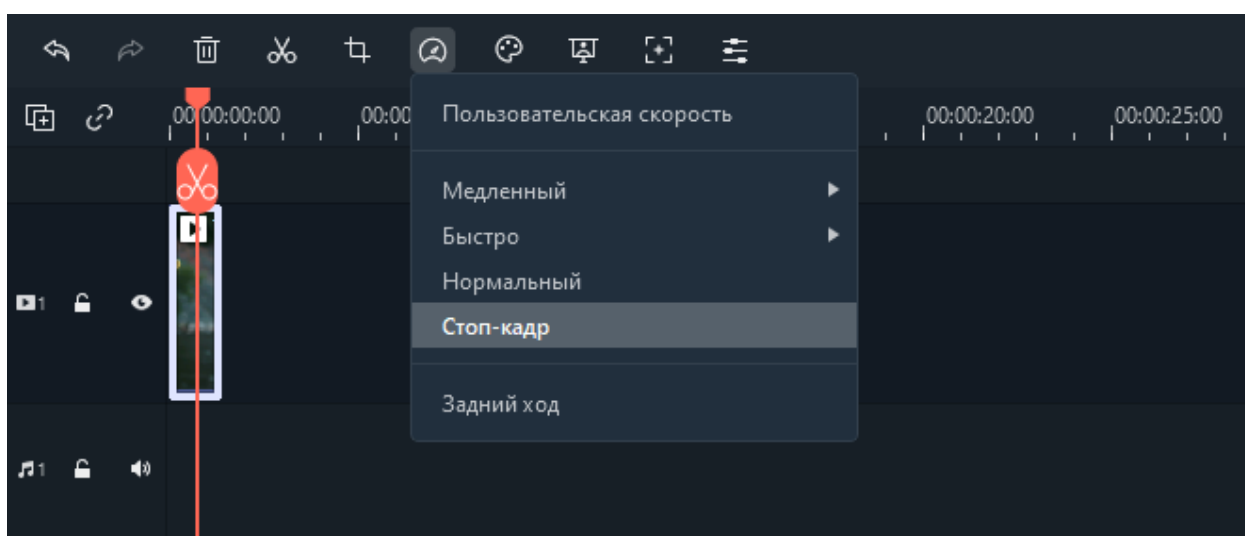 00:00:00:00
00:00
00:00:20:00
00:00:25:00
Пользовательская скорость
Медленный
Быстро
Нормальный
Стоп-кадр
Задний ход
1
1